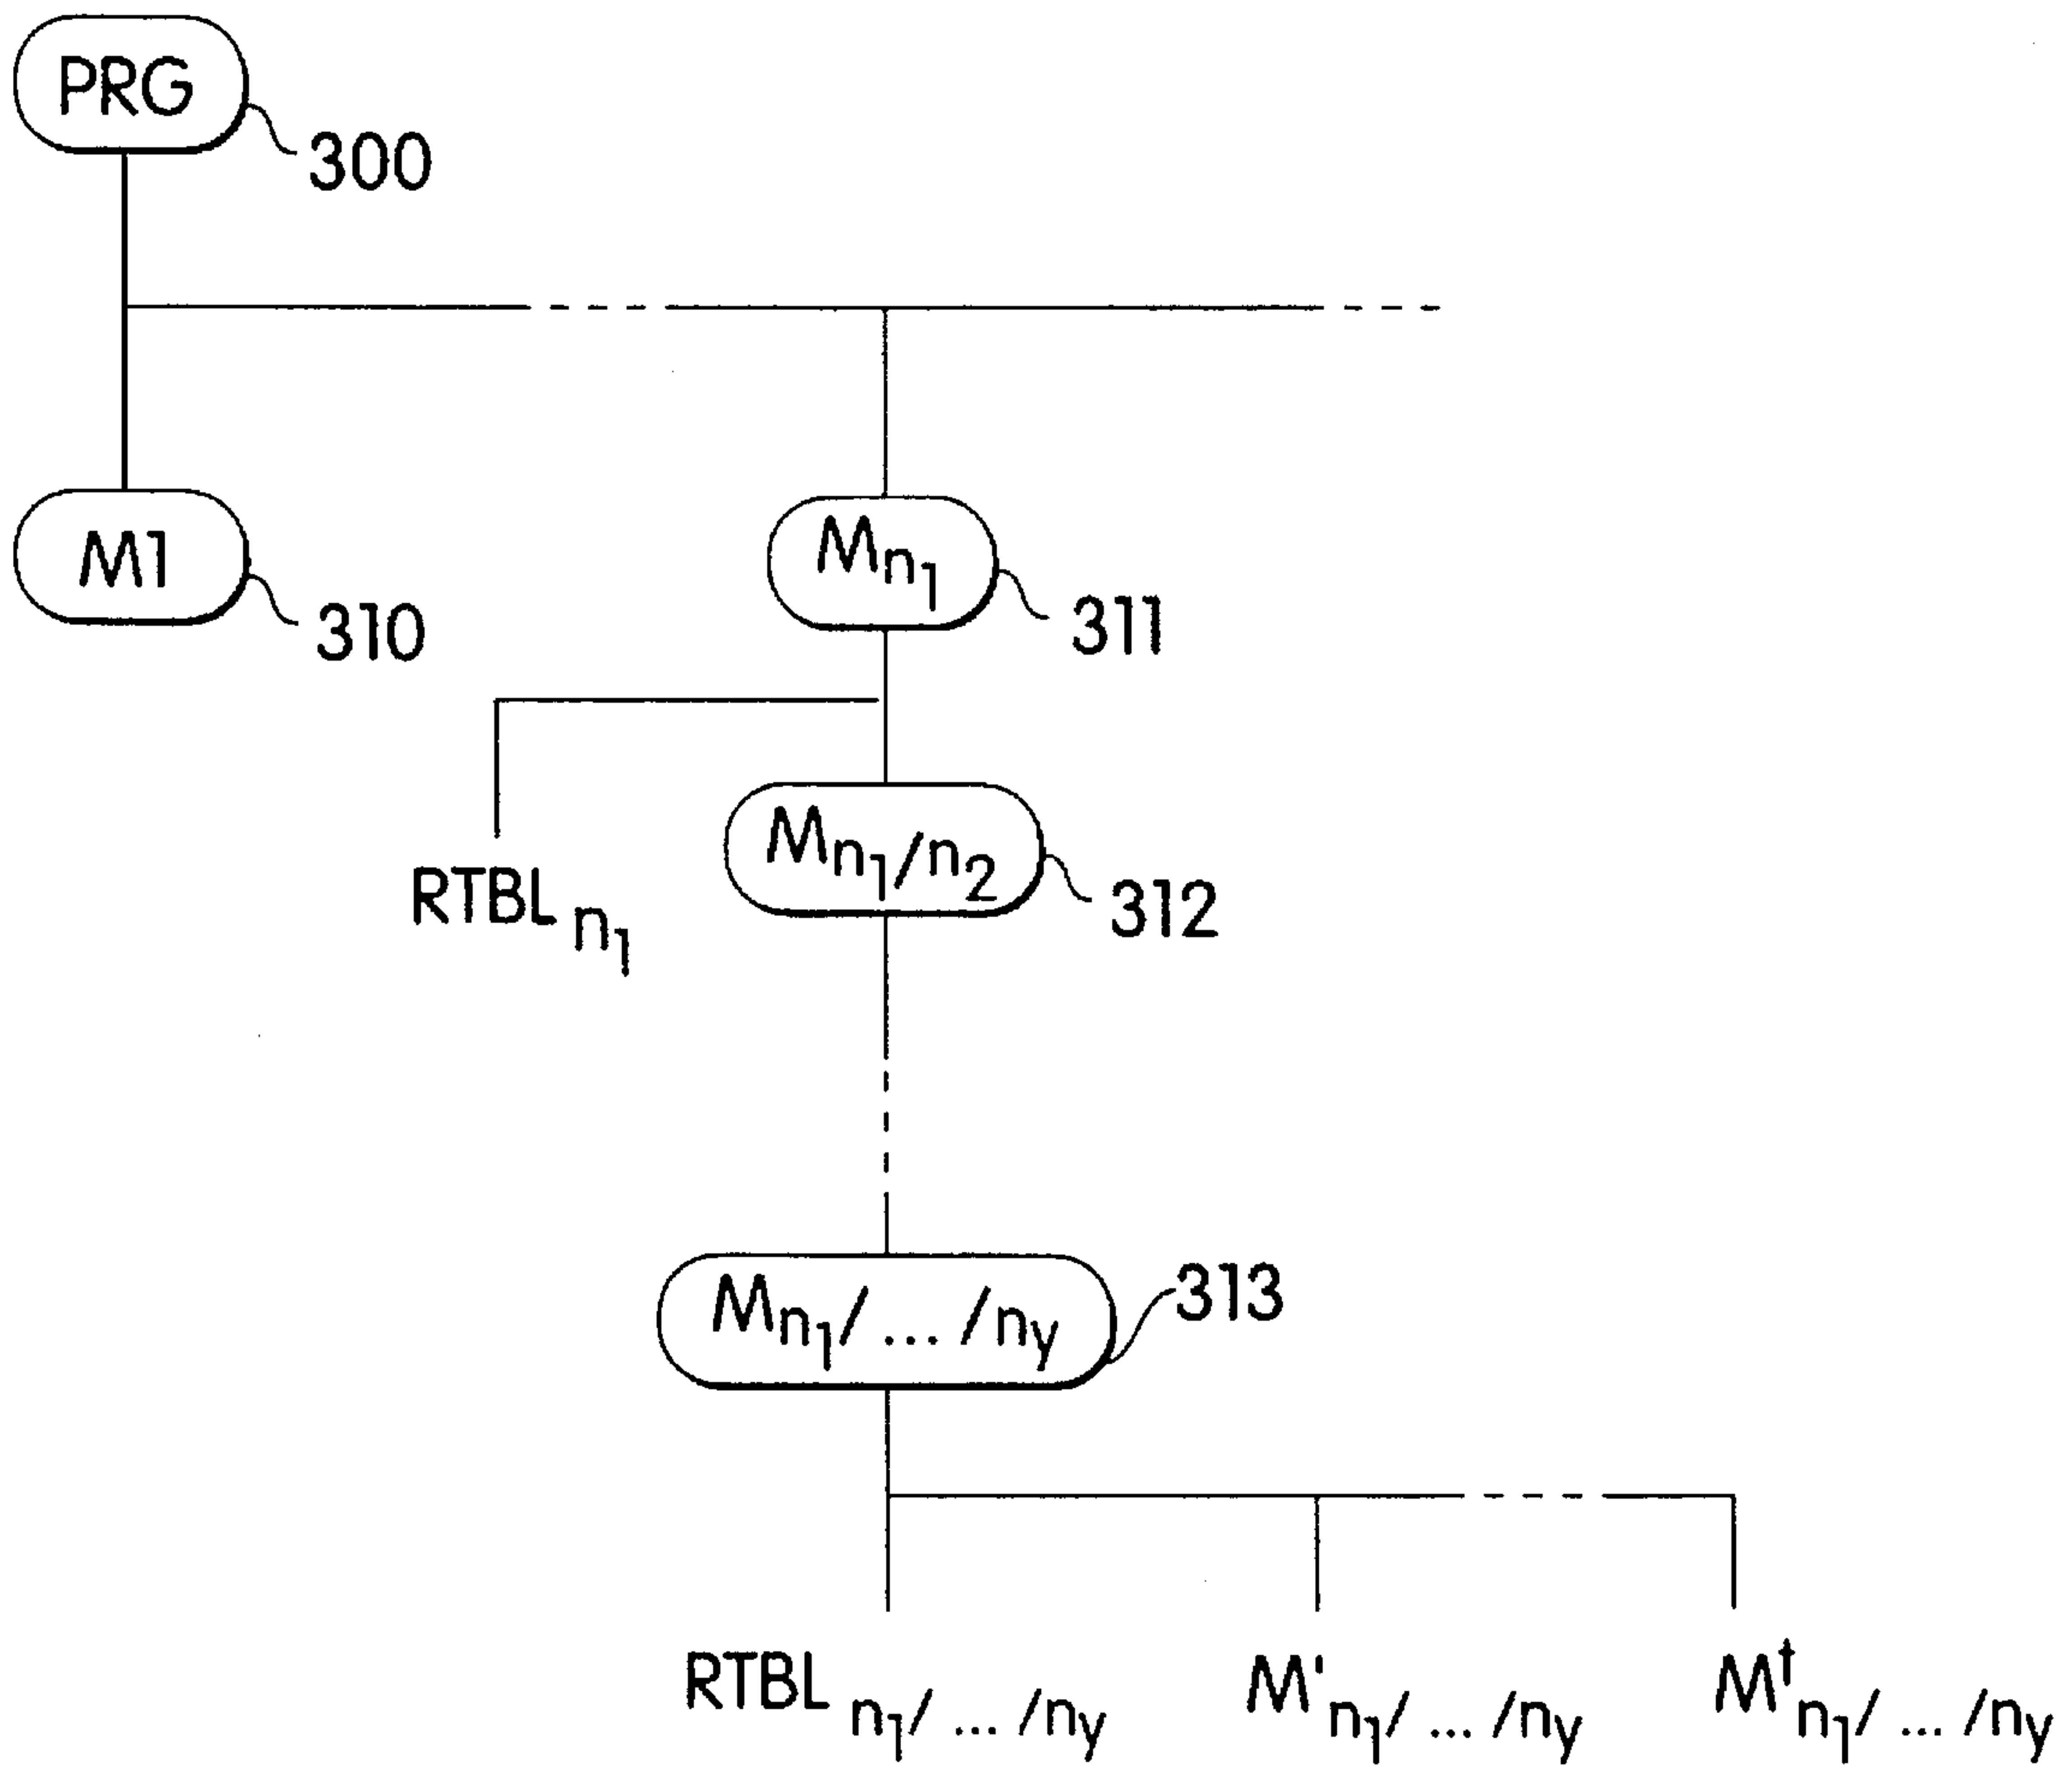 PRG
300
M1
310
Mn1
311
RTBL n1
Mn1/n2
312
Mn1/ ... /ny
313
RTBL n1/ ... /ny
M' n1/ ... /ny
M† n1/ ... /ny